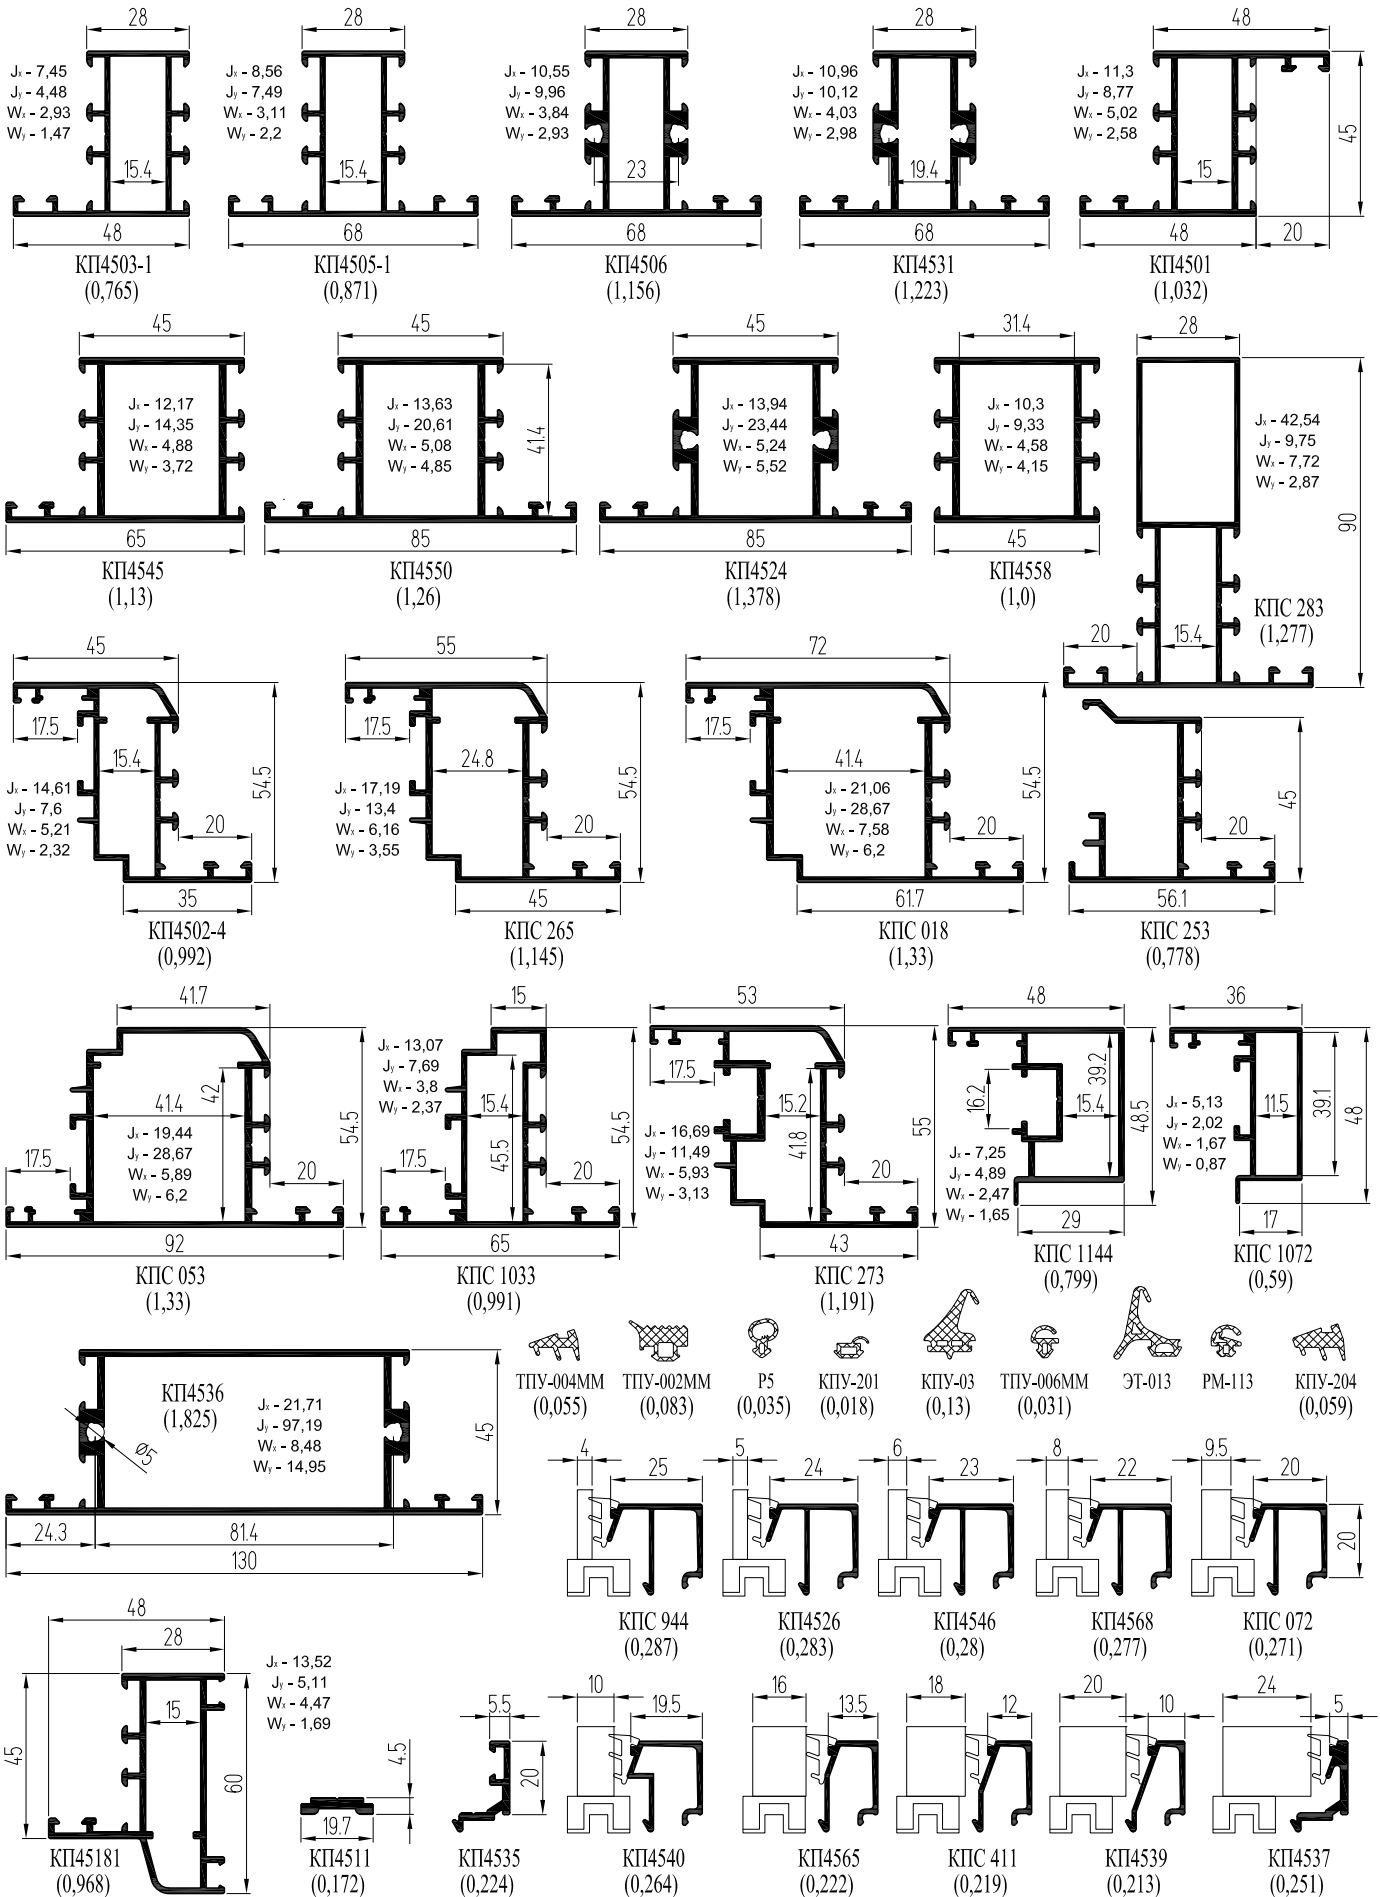 28
Jx - 7,45
Jy - 4,48
Wx - 2,93
Wy - 1,47
15.4
48
КП4503-1
(0,765)
28
Jx - 8,56
Jy - 7,49
Wx - 3,11
Wy - 2,2
15.4
68
КП4505-1
(0,871)
28
Jx - 10,55
Jy - 9,96
Wx - 3,84
Wy - 2,93
23
68
КП4506
(1,156)
28
Jx - 10,96
Jy - 10,12
Wx - 4,03
Wy - 2,98
19.4
68
КП4531
(1,223)
48
Jx - 11,3
Jy - 8,77
Wx - 5,02
Wy - 2,58
15
45
48
20
КП4501
(1,032)
45
Jx - 12,17
Jy - 14,35
Wx - 4,88
Wy - 3,72
65
КП4545
(1,13)
45
Jx - 13,63
Jy - 20,61
Wx - 5,08
Wy - 4,85
41.4
85
КП4550
(1,26)
45
Jx - 13,94
Jy - 23,44
Wx - 5,24
Wy - 5,52
85
КП4524
(1,378)
31.4
Jx - 10,3
Jy - 9,33
Wx - 4,58
Wy - 4,15
45
КП4558
(1,0)
28
Jx - 42,54
Jy - 9,75
Wx - 7,72
Wy - 2,87
90
КПС 283
(1,277)
20
15.4
45
17.5
15.4
Jx - 14,61
Jy - 7,6
Wx - 5,21
Wy - 2,32
54.5
20
35
КП4502-4
(0,992)
55
17.5
24.8
Jx - 17,19
Jy - 13,4
Wx - 6,16
Wy - 3,55
54.5
20
45
КПС 265
(1,145)
72
17.5
41.4
Jx - 21,06
Jy - 28,67
Wx - 7,58
Wy - 6,2
54.5
20
61.7
КПС 018
(1,33)
45
20
56.1
КПС 253
(0,778)
41.7
42
41.4
Jx - 19,44
Jy - 28,67
Wx - 5,89
Wy - 6,2
54.5
17.5
20
92
КПС 053
(1,33)
15
Jx - 13,07
Jy - 7,69
Wx - 3,8
Wy - 2,37
15.4
45.5
54.5
17.5
20
65
КПС 1033
(0,991)
53
17.5
15.2
Jx - 16,69
Jy - 11,49
Wx - 5,93
Wy - 3,13
41.8
55
20
43
КПС 273
(1,191)
48
39.2
16.2
15.4
48.5
Jx - 7,25
Jy - 4,89
Wx - 2,47
Wy - 1,65
29
КПС 1144
(0,799)
36
Jx - 5,13
Jy - 2,02
Wx - 1,67
Wy - 0,87
11.5
39.1
48
17
КПС 1072
(0,59)
КП4536
(1,825)
Jx - 21,71
Jy - 97,19
Wx - 8,48
Wy - 14,95
Ø5
45
24.3
81.4
130
ТПУ-004ММ
(0,055)
ТПУ-002ММ
(0,083)
Р5
(0,035)
КПУ-201
(0,018)
КПУ-03
(0,13)
ТПУ-006ММ
(0,031)
ЭТ-013
РМ-113
КПУ-204
(0,059)
4
25
КПС 944
(0,287)
5
24
КП4526
(0,283)
6
23
КП4546
(0,28)
8
22
КП4568
(0,277)
9.5
20
20
КПС 072
(0,271)
48
28
Jx - 13,52
Jy - 5,11
Wx - 4,47
Wy - 1,69
15
45
60
КП45181
(0,968)
4.5
19.7
КП4511
(0,172)
5.5
20
КП4535
(0,224)
10
19.5
КП4540
(0,264)
16
13.5
КП4565
(0,222)
18
12
КПС 411
(0,219)
20
10
КП4539
(0,213)
24
5
КП4537
(0,251)